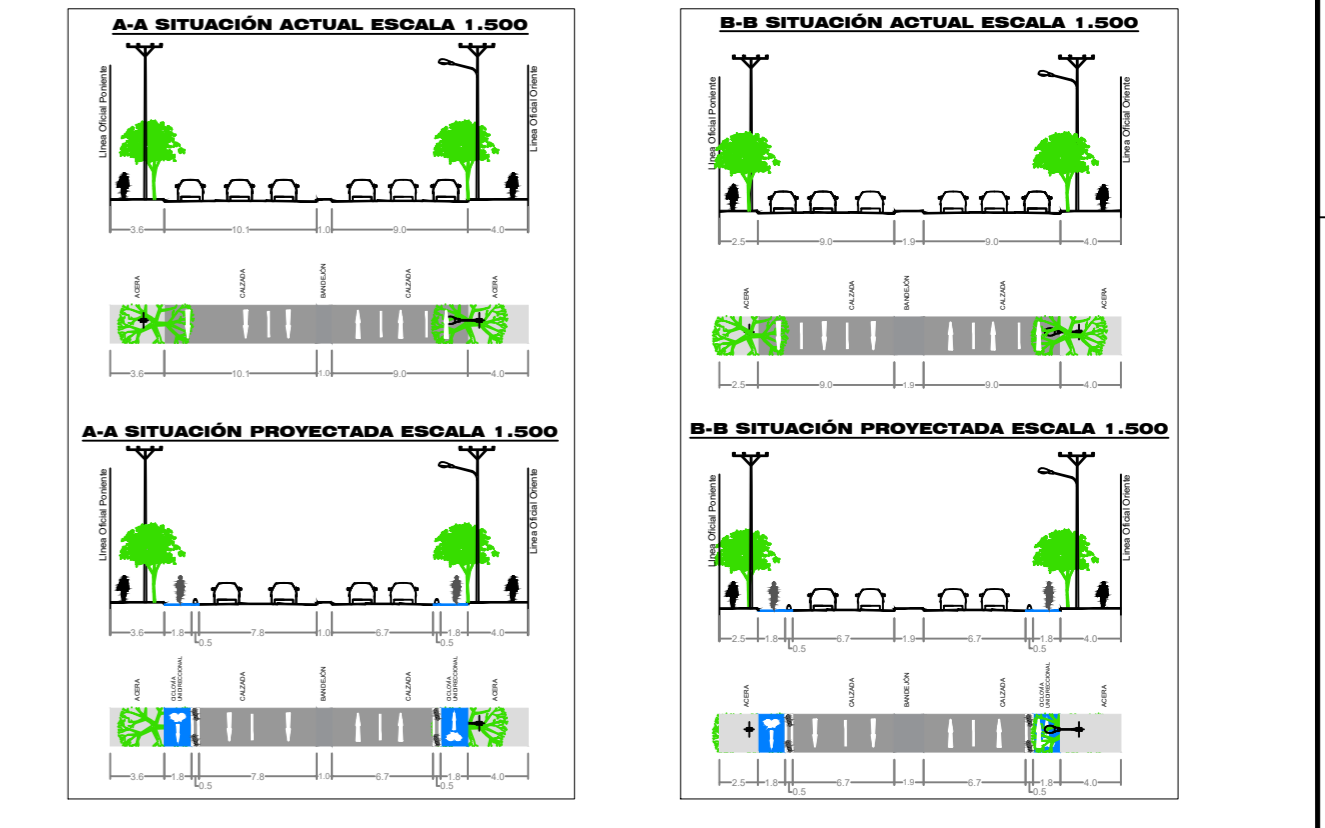 A-A SITUACIÓN ACTUAL ESCALA 1.500
Línea Oficial Poniente
Línea Oficial Oriente
3.6 10.1 1.0 9.0 4.0
ACERA CALZADA BANDEJÓN CALZADA ACERA
3.6 10.1 1.0 9.0 4.0
A-A SITUACIÓN PROYECTADA ESCALA 1.500
Línea Oficial Poniente
Línea Oficial Oriente
3.6 1.8 7.8 1.0 6.7 1.8 4.0
0.5 0.5
ACERA CICLOVÍA UNIDIRECCIONAL CALZADA BANDEJÓN CALZADA CICLOVÍA UNIDIRECCIONAL ACERA
3.6 1.8 7.8 1.0 6.7 1.8 4.0
0.5 0.5
B-B SITUACIÓN ACTUAL ESCALA 1.500
Línea Oficial Poniente
Línea Oficial Oriente
2.5 9.0 1.9 9.0 4.0
ACERA CALZADA BANDEJÓN CALZADA ACERA
2.5 9.0 1.9 9.0 4.0
B-B SITUACIÓN PROYECTADA ESCALA 1.500
Línea Oficial Poniente
Línea Oficial Oriente
2.5 1.8 6.7 1.9 6.7 1.8 4.0
0.5 0.5
ACERA CALZADA BANDEJÓN CALZADA CICLOVÍA UNIDIRECCIONAL ACERA
2.5 1.8 6.7 1.9 6.7 1.8 4.0
0.5 0.5